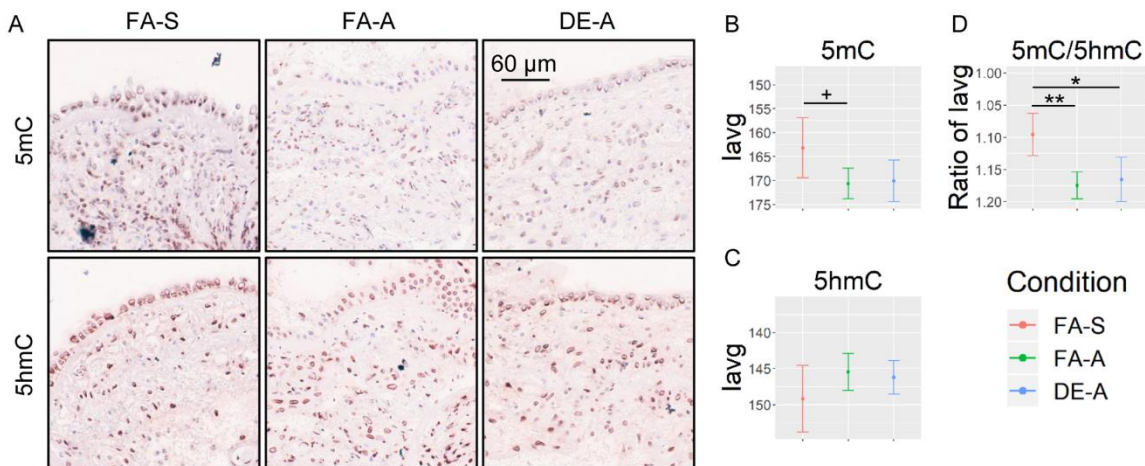 A
FA-S
FA-A
DE-A
60 μm
5mC
5hmC
B
5mC
Iavg
150
155
160
165
170
175
+
C
5hmC
Iavg
140
145
150
D
5mC/5hmC
Ratio of Iavg
1.00
1.05
1.10
1.15
1.20
*
**
Condition
FA-S
FA-A
DE-A